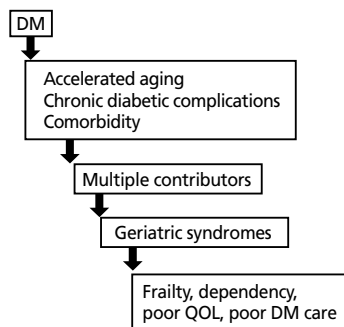 DM
Accelerated aging
Chronic diabetic complications
Comorbidity
Multiple contributors
Geriatric syndromes
Frailty, dependency,
poor QOL, poor DM care